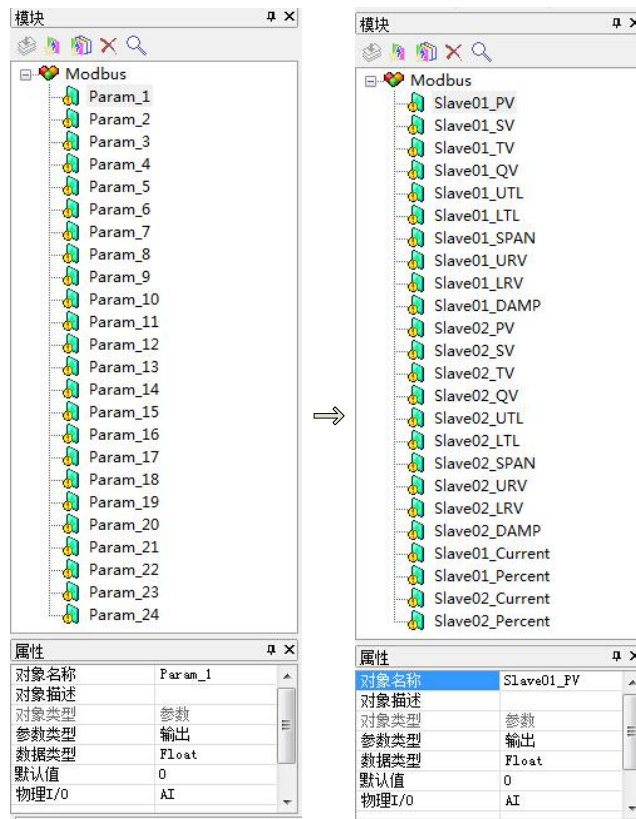 模块
Modbus
Param_1
Param_2
Param_3
Param_4
Param_5
Param_6
Param_7
Param_8
Param_9
Param_10
Param_11
Param_12
Param_13
Param_14
Param_15
Param_16
Param_17
Param_18
Param_19
Param_20
Param_21
Param_22
Param_23
Param_24
属性
对象名称 Param_1
对象描述
对象类型 参数
参数类型 输出
数据类型 Float
默认值 0
物理I/O AI
模块
Modbus
Slave01_PV
Slave01_SV
Slave01_TV
Slave01_QV
Slave01_UTL
Slave01_LTL
Slave01_SPAN
Slave01_URV
Slave01_LRV
Slave01_DAMP
Slave02_PV
Slave02_SV
Slave02_TV
Slave02_QV
Slave02_UTL
Slave02_LTL
Slave02_SPAN
Slave02_URV
Slave02_LRV
Slave02_DAMP
Slave01_Current
Slave01_Percent
Slave02_Current
Slave02_Percent
属性
对象名称 Slave01_PV
对象描述
对象类型 参数
参数类型 输出
数据类型 Float
默认值 0
物理I/O AI